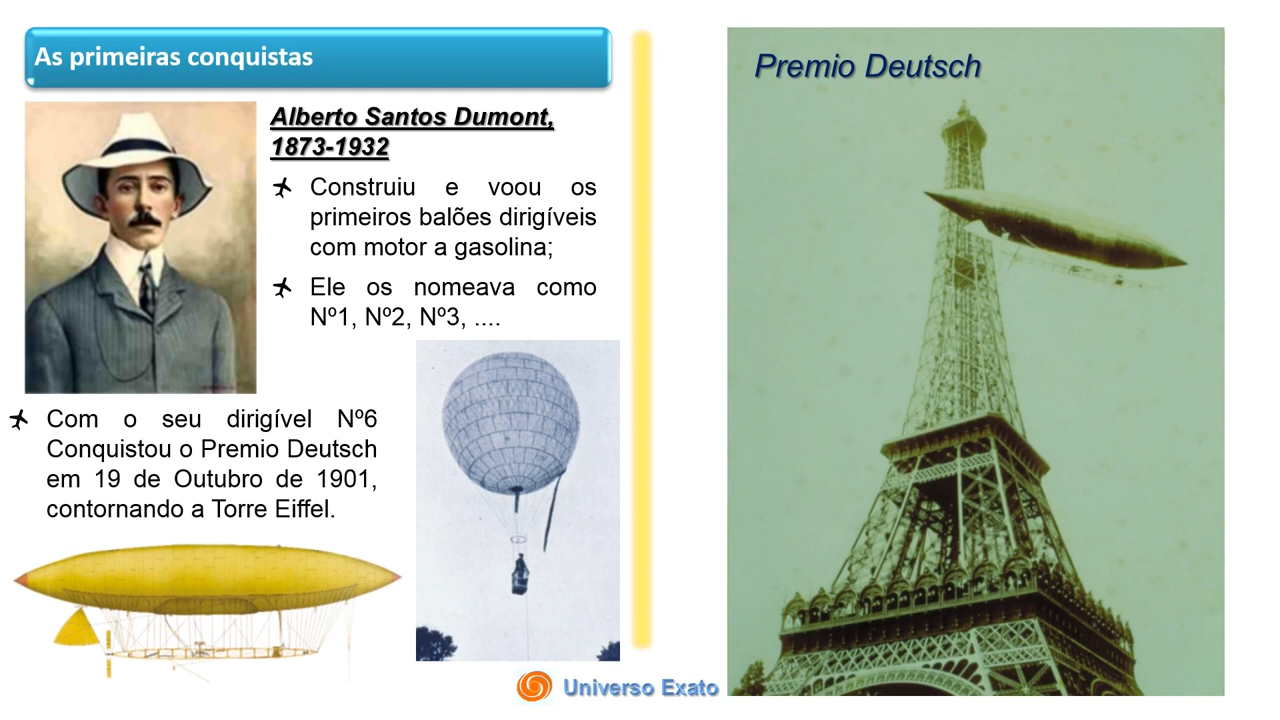 As primeiras conquistas
Alberto Santos Dumont,
1873-1932
Construiu e voou os
primeiros balões dirigíveis
com motor a gasolina;
Ele os nomeava como
Nº1, Nº2, Nº3, ....
Com o seu dirigível Nº6
Conquistou o Premio Deutsch
em 19 de Outubro de 1901,
contornando a Torre Eiffel.
Universo Exato
Premio Deutsch